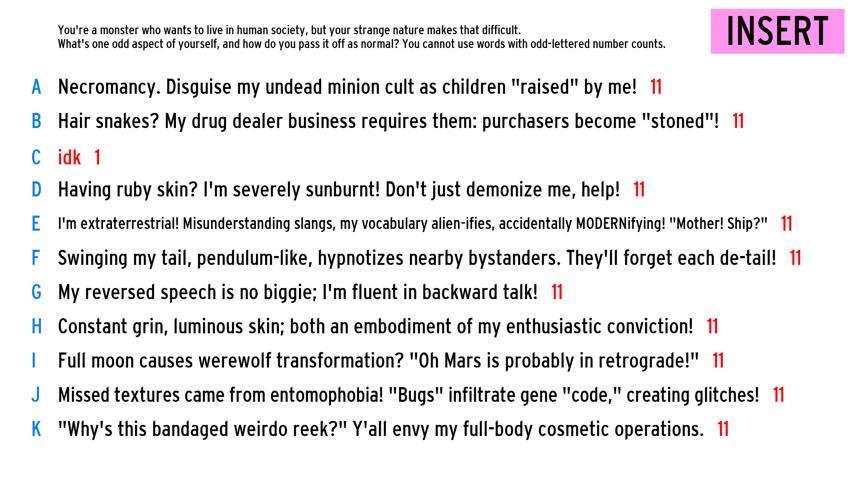 You're a monster who wants to live in human society, but your strange nature makes that difficult.
What's one odd aspect of yourself, and how do you pass it off as normal? You cannot use words with odd-lettered number counts.
INSERT
A Necromancy. Disguise my undead minion cult as children "raised" by me! 11
B Hair snakes? My drug dealer business requires them: purchasers become "stoned"! 11
C idk 1
D Having ruby skin? I'm severely sunburnt! Don't just demonize me, help! 11
E I'm extraterrestrial! Misunderstanding slangs, my vocabulary alien-ifies, accidentally MODERNifying! "Mother! Ship?" 11
F Swinging my tail, pendulum-like, hypnotizes nearby bystanders. They'll forget each de-tail! 11
G My reversed speech is no biggie; I'm fluent in backward talk! 11
H Constant grin, luminous skin; both an embodiment of my enthusiastic conviction! 11
I Full moon causes werewolf transformation? "Oh Mars is probably in retrograde!" 11
J Missed textures came from entomophobia! "Bugs" infiltrate gene "code," creating glitches! 11
K "Why's this bandaged weirdo reek?" Y'all envy my full-body cosmetic operations. 11